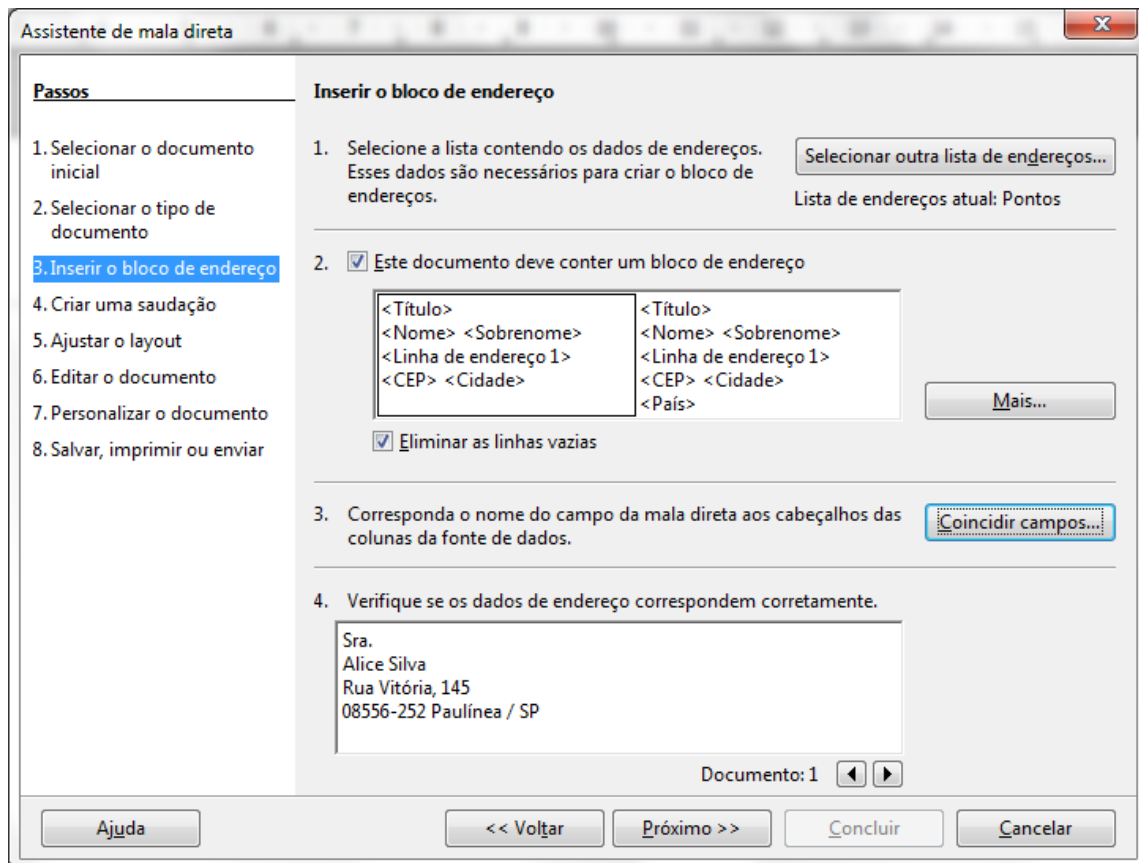 Assistente de mala direta
Passos
1. Selecionar o documento
inicial
2. Selecionar o tipo de
documento
3. Inserir o bloco de endereço
4. Criar uma saudação
5. Ajustar o layout
6. Editar o documento
7. Personalizar o documento
8. Salvar, imprimir ou enviar
Inserir o bloco de endereço
1. Selecione a lista contendo os dados de endereços.
Esses dados são necessários para criar o bloco de
endereços.
Selecionar outra lista de endereços...
Lista de endereços atual: Pontos
2. Este documento deve conter um bloco de endereço
<Título>
<Nome> <Sobrenome>
<Linha de endereço 1>
<CEP> <Cidade>
<Título>
<Nome> <Sobrenome>
<Linha de endereço 1>
<CEP> <Cidade>
<País>
Mais...
Eliminar as linhas vazias
3. Corresponda o nome do campo da mala direta aos cabeçalhos das
colunas da fonte de dados.
Coincidir campos...
4. Verifique se os dados de endereço correspondem corretamente.
Sra.
Alice Silva
Rua Vitória, 145
08556-252 Paulínea / SP
Documento: 1
Ajuda
<< Voltar
Próximo >>
Concluir
Cancelar